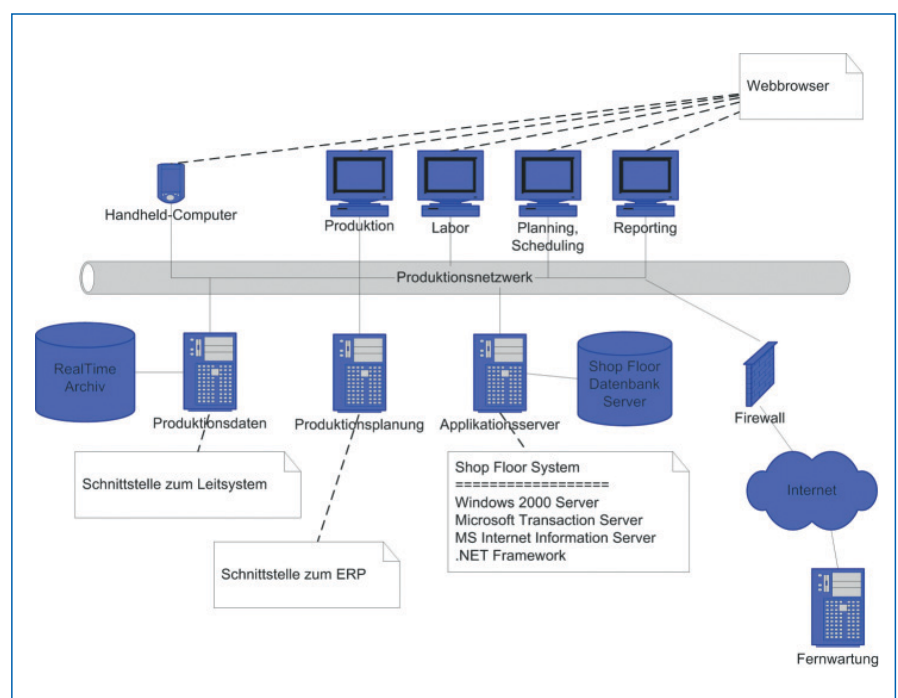 Webbrowser
Handheld-Computer
Produktion
Labor
Planning,
Scheduling
Reporting
Produktionsnetzwerk
RealTime
Archiv
Shop Floor
Datenbank
Server
Produktionsdaten
Produktionsplanung
Applikationsserver
Firewall
Schnittstelle zum Leitsystem
Shop Floor System
==================
Windows 2000 Server
Microsoft Transaction Server
MS Internet Information Server
.NET Framework
Internet
Schnittstelle zum ERP
Fernwartung